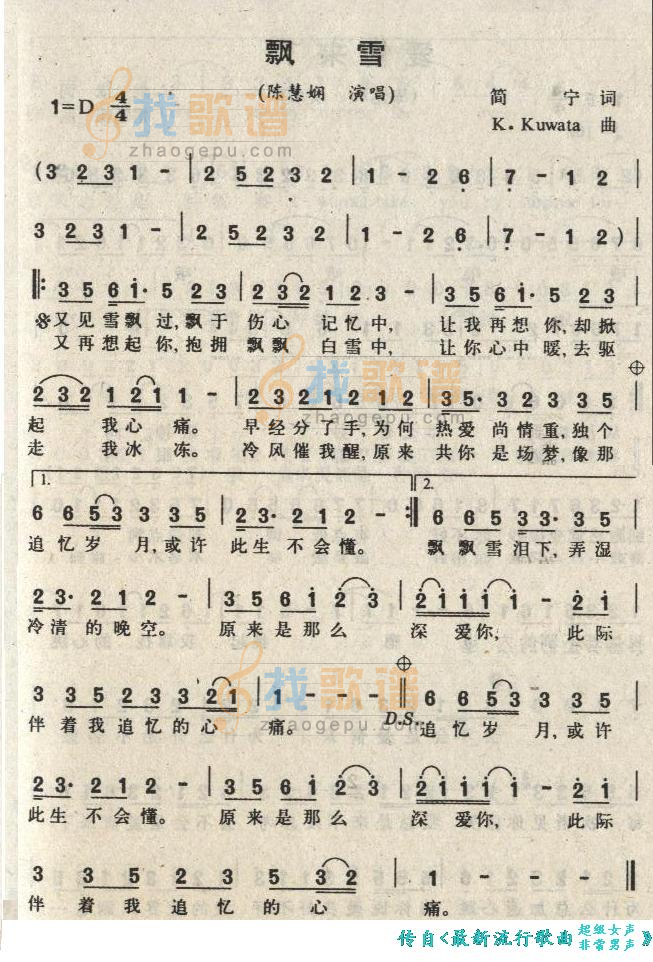 飘 雪
1=D 4/4 (陈慧娴 演唱) 简 宁 词
K. Kuwata 曲
找歌谱
zhaogepu.com
(3 2 3 1 - | 2 5 2 3 2 | 1 - 2 6 | 7 - 1 2
3 2 3 1 - | 2 5 2 3 2 | 1 - 2 6 | 7 - 1 2)
‖: 3 5 6 i· 5 2 3 | 2 3 2 1 2 3 - | 3 5 6 i· 5 2 3
※又见雪飘 过,飘于 伤心 记忆中, 让我再想 你,却掀
又再想起 你,抱拥 飘飘 白雪中, 让你心中 暖,去驱
2 3 2 1 2 1 1 - | 2 2 3 2 1 2 1 2 1 2 | 3 5· 3 2 3 3 5
起 我心 痛。 早经分了手,为何 热爱 尚情重,独个
走 我冰 冻。 冷风催我醒,原来 共你 是场梦,像那
找歌谱
zhaogepu.com
1. 2.
6 6 5 3 3 3 5 | 2 3· 2 1 2 - :‖ 6 6 5 3 3· 3 5
追忆岁 月,或许 此生 不会懂。 飘飘雪泪下,弄湿
2 3· 2 1 2 - | 3 5 6 i 2· 3 | 2 i i i i - 2 i
冷清 的晚空。 原来是那么 深 爱你, 此际
找歌谱
zhaogepu.com
3 3 5 2 3 3 2 1 | 1 - - - ‖ 6 6 5 3 3 3 5
伴着我追忆的心 痛。 D.S. 追忆岁 月,或许
2 3· 2 1 2 - | 3 5 6 i 2· 3 | 2 i i i i - 2 i
此生 不会懂。 原来是那么 深 爱你, 此际
3 3 5 2 3 5 3 2 | 1 - - - ‖
伴 着我 追忆的 心 痛。
传自《最新流行歌曲 超级女声 非常男声 》